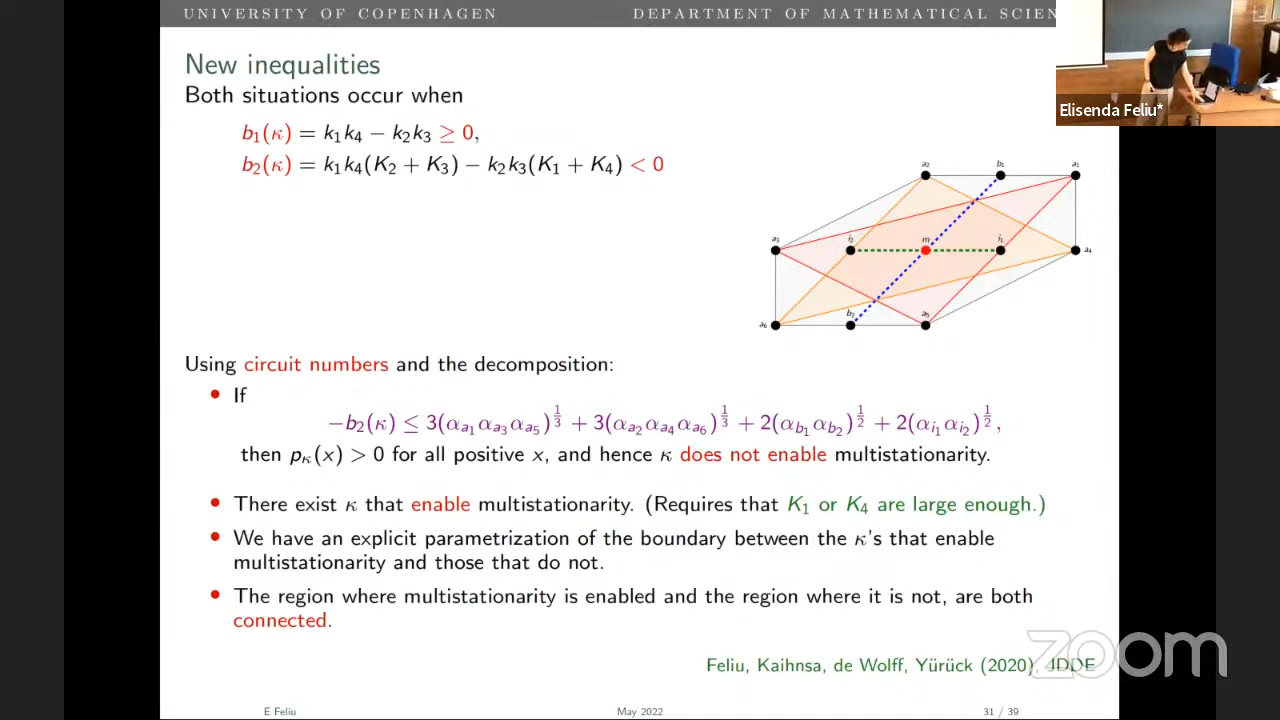 UNIVERSITY OF COPENHAGEN
DEPARTMENT OF MATHEMATICAL SCIEN
Elisenda Feliu*
New inequalities
Both situations occur when
b₁(κ) = k₁k₄ − k₂k₃ ≥ 0,
b₂(κ) = k₁k₄(K₂ + K₃) − k₂k₃(K₁ + K₄) < 0
a₂ b₁ a₁
a₃ i₂ m i₁ a₄
a₆ b₂ a₅
Using circuit numbers and the decomposition:
• If
−b₂(κ) ≤ 3(α_{a₁}α_{a₃}α_{a₅})^{1/3} + 3(α_{a₂}α_{a₄}α_{a₆})^{1/3} + 2(α_{b₁}α_{b₂})^{1/2} + 2(α_{i₁}α_{i₂})^{1/2},
then p_κ(x) > 0 for all positive x, and hence κ does not enable multistationarity.
• There exist κ that enable multistationarity. (Requires that K₁ or K₄ are large enough.)
• We have an explicit parametrization of the boundary between the κ's that enable
multistationarity and those that do not.
• The region where multistationarity is enabled and the region where it is not, are both
connected.
Feliu, Kaihnsa, de Wolff, Yürück (2020), JDDE
zoom
E Feliu
May 2022
31 / 39